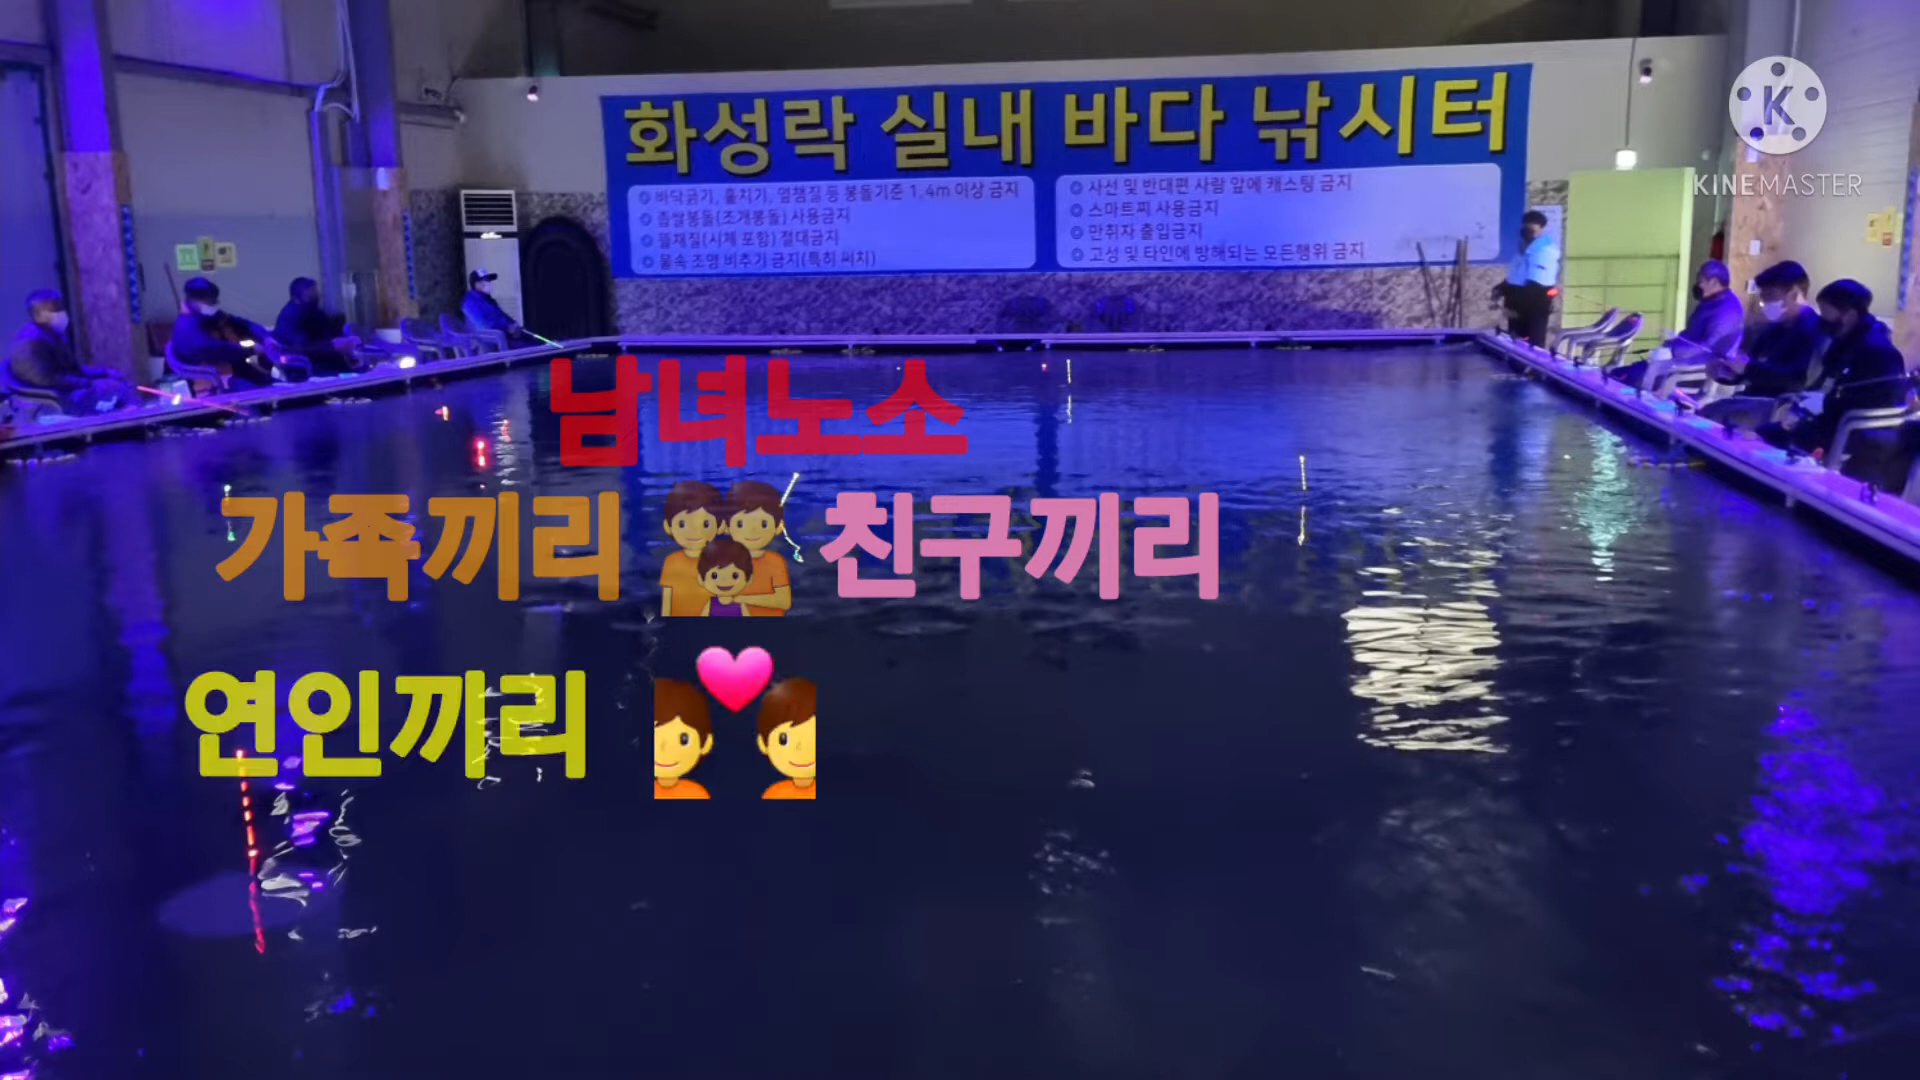 화성락 실내 바다 낚시터
◎ 바닥긁기, 훌치기, 옆챔질 등 봉돌기준 1.4m 이상 금지
◎ 좁쌀봉돌(조개봉돌) 사용금지
◎ 뜰채질(시체 포함) 절대금지
◎ 물속 조명 비추기 금지(특히 써치)
◎ 사선 및 반대편 사람 앞에 캐스팅 금지
◎ 스마트찌 사용금지
◎ 만취자 출입금지
◎ 고성 및 타인에 방해되는 모든행위 금지
K
KINEMASTER
남녀노소
가족끼리 친구끼리
연인끼리